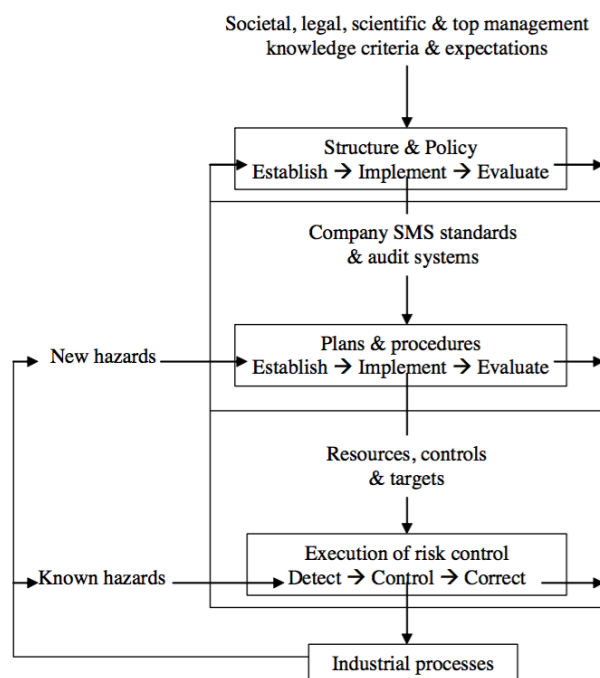 Societal, legal, scientific & top management
knowledge criteria & expectations
Structure & Policy
Establish → Implement → Evaluate
Company SMS standards
& audit systems
New hazards
Plans & procedures
Establish → Implement → Evaluate
Resources, controls
& targets
Execution of risk control
Known hazards
Detect → Control → Correct
Industrial processes